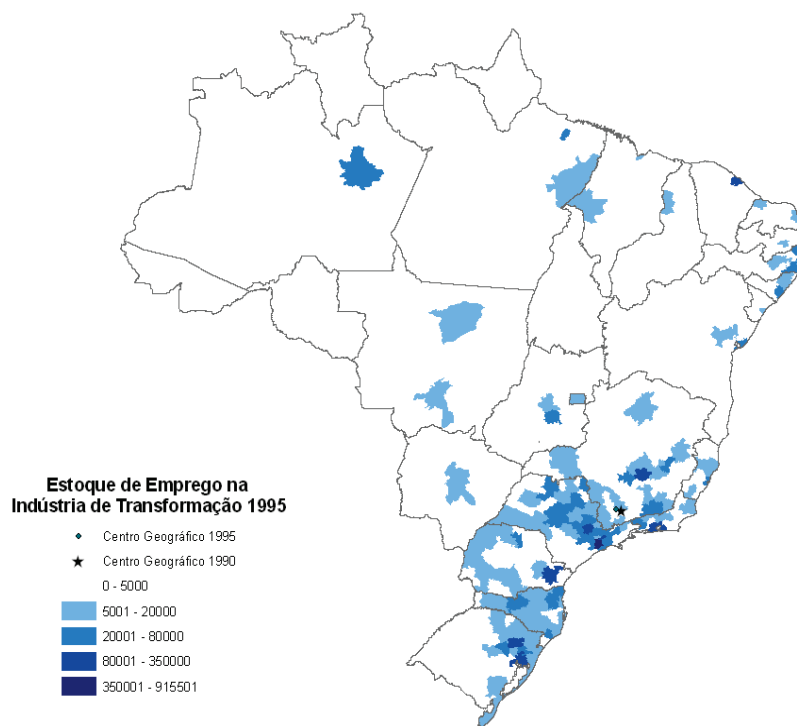 Estoque de Emprego na
Indústria de Transformação 1995
Centro Geográfico 1995
Centro Geográfico 1990
0 - 5000
5001 - 20000
20001 - 80000
80001 - 350000
350001 - 915501